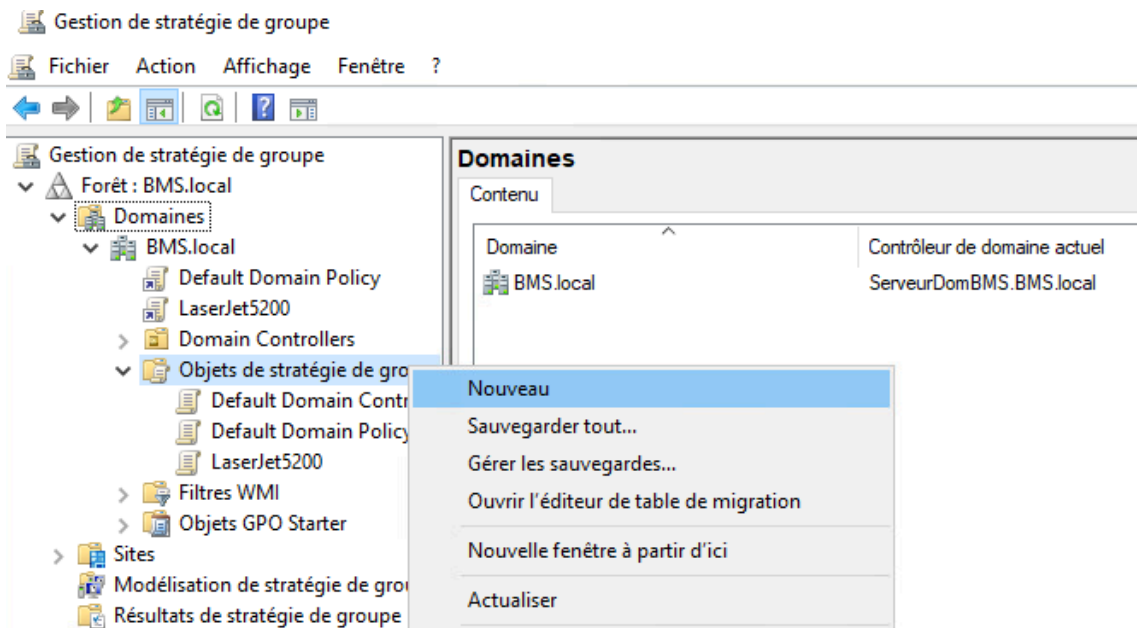 Gestion de stratégie de groupe
Fichier Action Affichage Fenêtre ?
Gestion de stratégie de groupe
Forêt : BMS.local
Domaines
BMS.local
Default Domain Policy
LaserJet5200
Domain Controllers
Objets de stratégie de gro
Default Domain Contr
Default Domain Policy
LaserJet5200
Filtres WMI
Objets GPO Starter
Sites
Modélisation de stratégie de grou
Résultats de stratégie de groupe
Domaines
Contenu
Domaine Contrôleur de domaine actuel
BMS.local ServeurDomBMS.BMS.local
Nouveau
Sauvegarder tout...
Gérer les sauvegardes...
Ouvrir l'éditeur de table de migration
Nouvelle fenêtre à partir d'ici
Actualiser